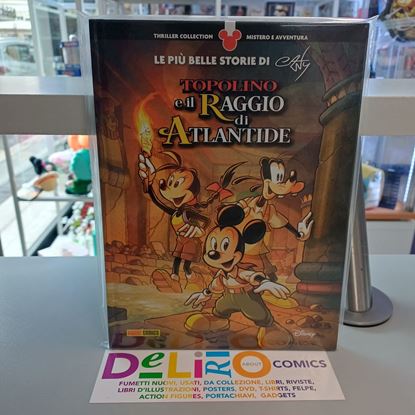 THRILLER COLLECTION MISTERO E AVVENTURA
LE PIÙ BELLE STORIE DI
TOPOLINO
e il RAGGIO
di
ATLANTIDE
PANINI COMICS
Disney
DeLiRiO
ABOUT COMICS
FUMETTI NUOVI, USATI, DA COLLEZIONE, LIBRI, RIVISTE,
LIBRI D'ILLUSTRAZIONI, POSTERS, DVD, T-SHIRTS, FELPE,
ACTION FIGURES, PORTACHIAVI, GADGETS